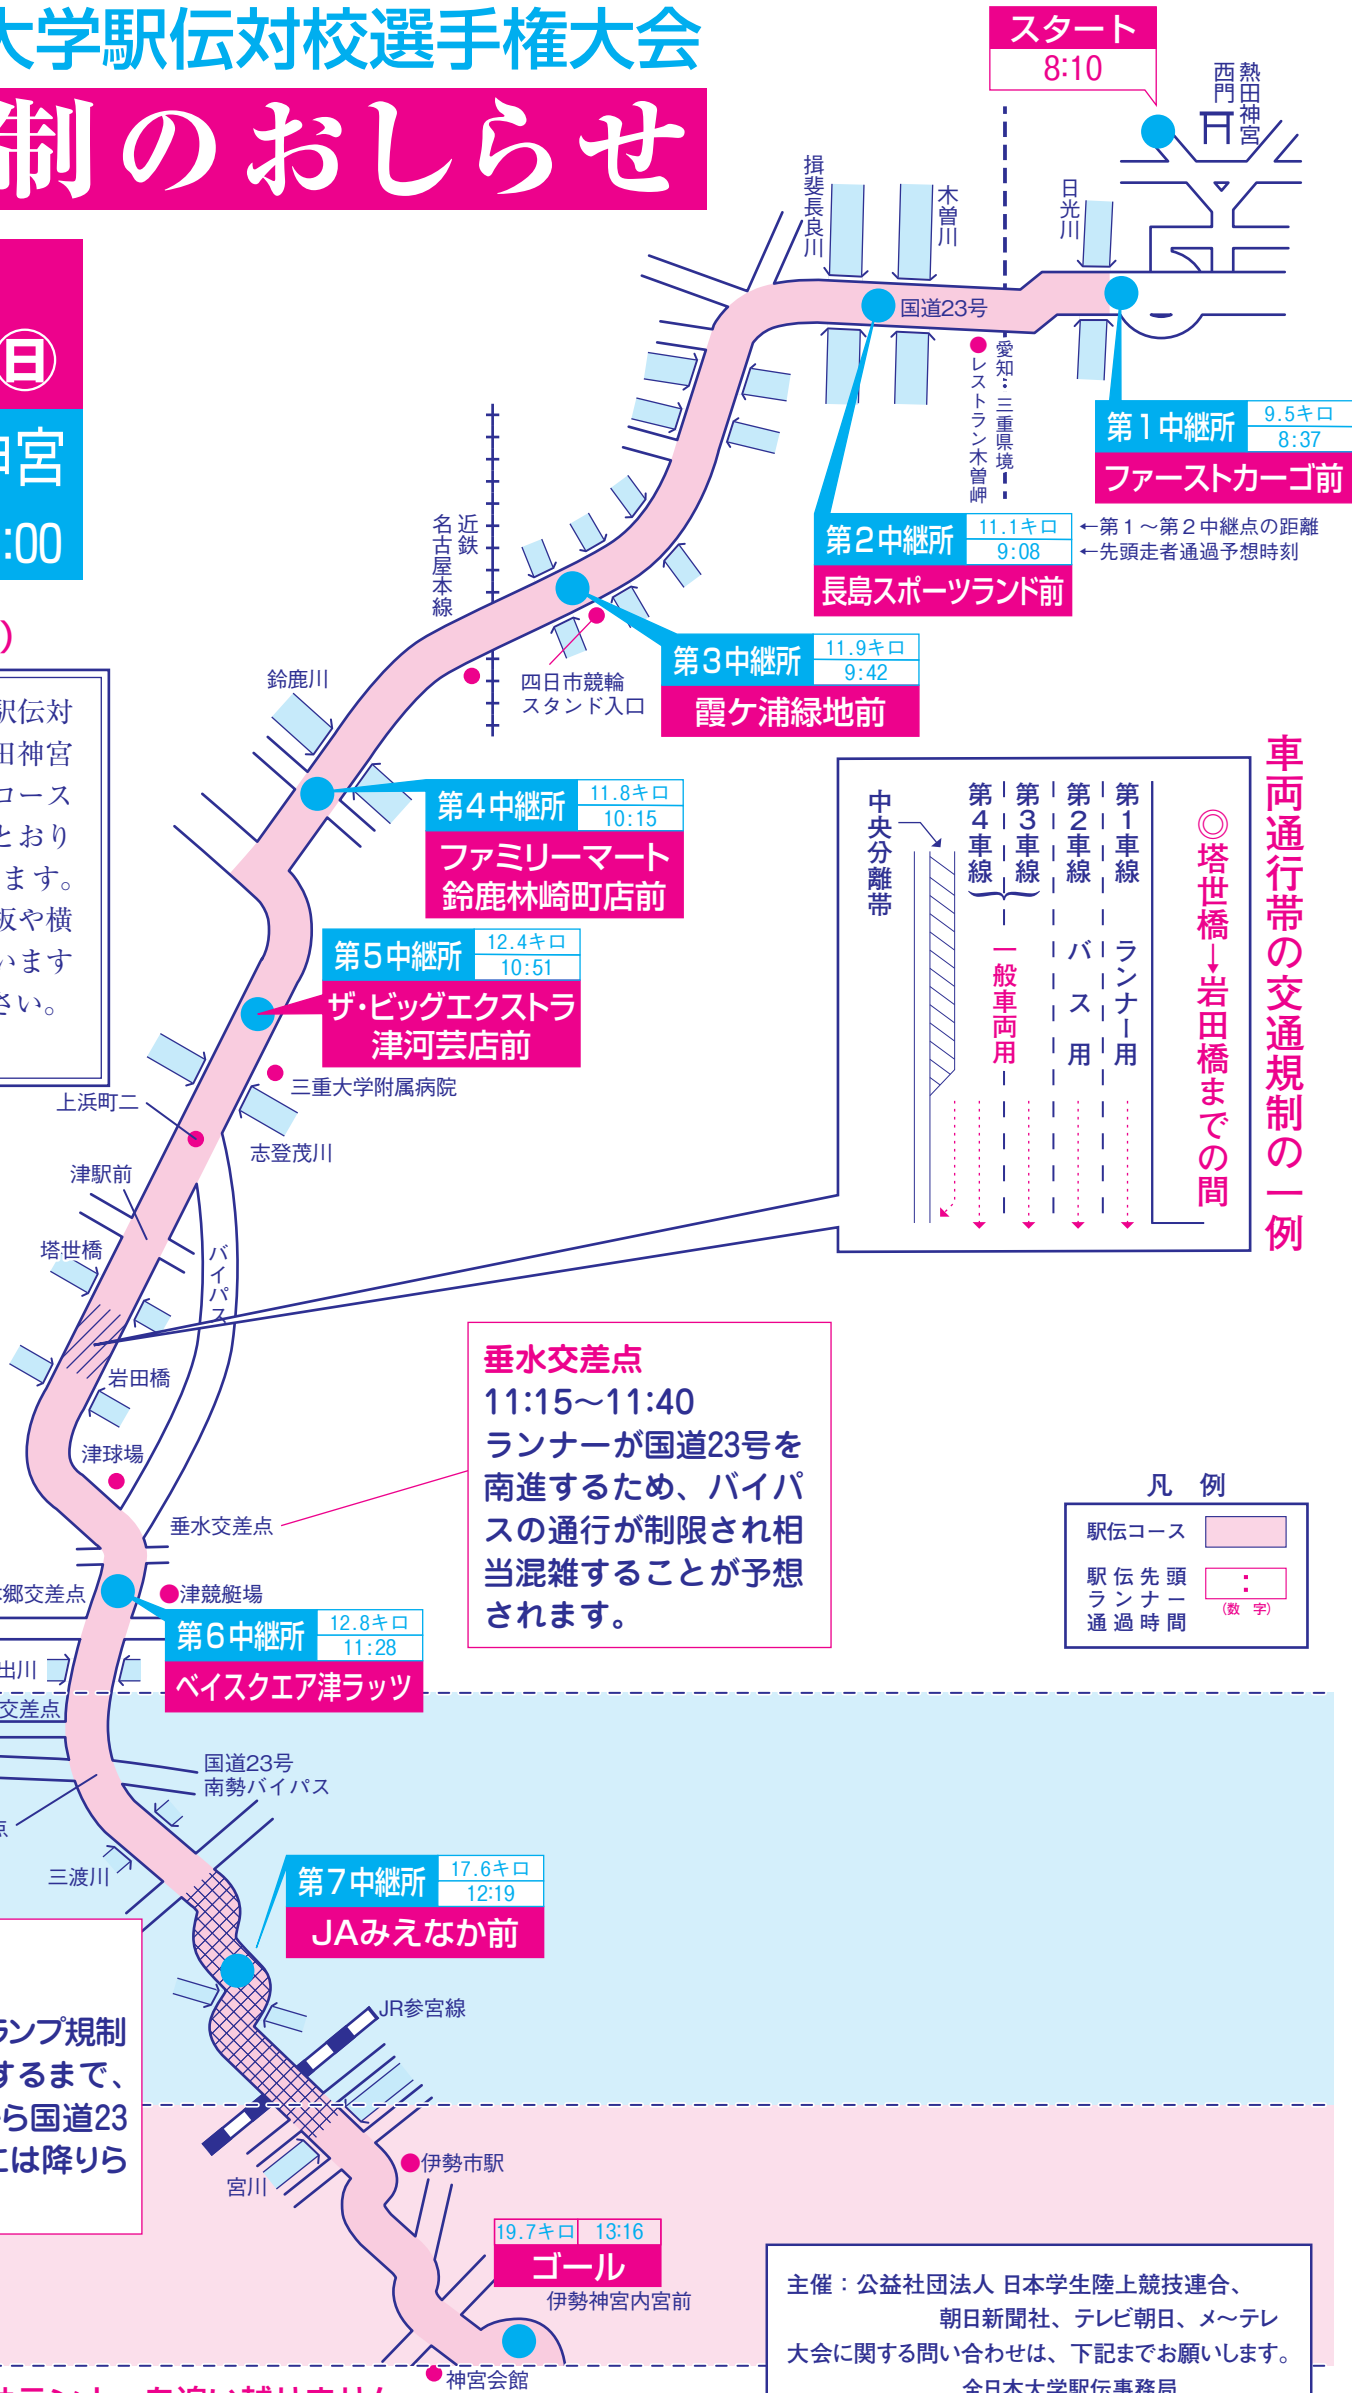 大学駅伝対校選手権大会
制のおしらせ
スタート
8:10
熱田神宮
西門
揖斐長良川
木曽川
日光川
国道23号
愛知・三重県境
レストラン木曽岬
第1中継所
9.5キロ
8:37
ファーストカーゴ前
第2中継所
11.1キロ
9:08
長島スポーツランド前
←第1～第2中継点の距離
←先頭走者通過予想時刻
日
神宮
:00
)
近鉄
名古屋本線
第3中継所
11.9キロ
9:42
霞ケ浦緑地前
四日市競輪
スタンド入口
鈴鹿川
駅伝対
田神宮
コース
とおり
ます。
板や横
います
さい。
第4中継所
11.8キロ
10:15
ファミリーマート
鈴鹿林崎町店前
第5中継所
12.4キロ
10:51
ザ・ビッグエクストラ
津河芸店前
車両通行帯の交通規制の一例
◎塔世橋→岩田橋までの間
第1車線 ランナー用
第2車線 バス用
第3車線
第4車線
一般車両用
中央分離帯
三重大学附属病院
上浜町二
志登茂川
津駅前
塔世橋
バイパス
岩田橋
津球場
垂水交差点
11:15～11:40
ランナーが国道23号を
南進するため、バイパ
スの通行が制限され相
当混雑することが予想
されます。
垂水交差点
凡 例
駅伝コース
駅伝先頭
ランナー
通過時間
:
(数 字)
郷交差点
津競艇場
第6中継所
12.8キロ
11:28
ベイスクエア津ラッツ
出川
交差点
国道23号
南勢バイパス
点
三渡川
第7中継所
17.6キロ
12:19
JAみえなか前
ランプ規制
するまで、
ら国道23
には降りら
JR参宮線
宮川
伊勢市駅
19.7キロ
13:16
ゴール
伊勢神宮内宮前
神宮会館
主催：公益社団法人 日本学生陸上競技連合、
朝日新聞社、テレビ朝日、メ～テレ
大会に関する問い合わせは、下記までお願いします。
全日本大学駅伝事務局